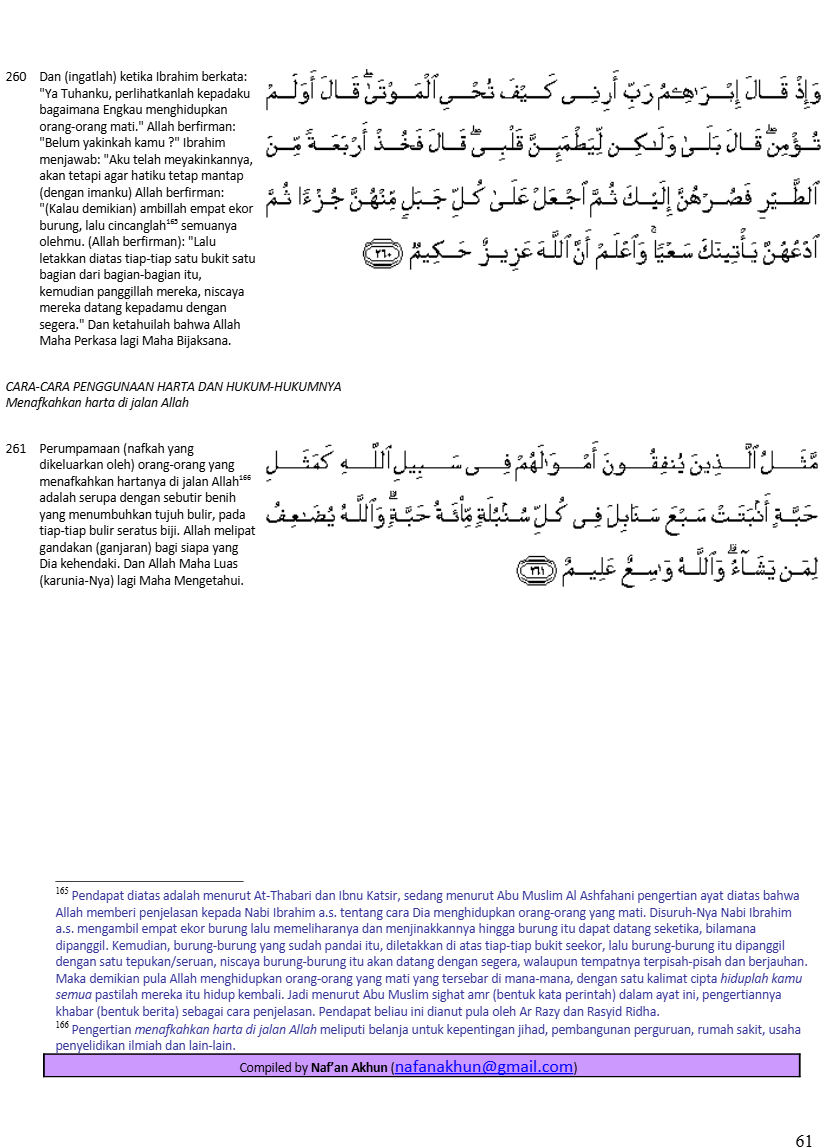 260 Dan (ingatlah) ketika Ibrahim berkata:
"Ya Tuhanku, perlihatkanlah kepadaku
bagaimana Engkau menghidupkan
orang-orang mati." Allah berfirman:
"Belum yakinkah kamu ?" Ibrahim
menjawab: "Aku telah meyakinkannya,
akan tetapi agar hatiku tetap mantap
(dengan imanku) Allah berfirman:
"(Kalau demikian) ambillah empat ekor
burung, lalu cincanglah¹⁶⁵ semuanya
olehmu. (Allah berfirman): "Lalu
letakkan diatas tiap-tiap satu bukit satu
bagian dari bagian-bagian itu,
kemudian panggillah mereka, niscaya
mereka datang kepadamu dengan
segera." Dan ketahuilah bahwa Allah
Maha Perkasa lagi Maha Bijaksana.
وَإِذْ قَالَ إِبْرَٰهِـۧمُ رَبِّ أَرِنِى كَيْفَ تُحْىِ ٱلْمَوْتَىٰ ۖ قَالَ أَوَلَمْ
تُؤْمِن ۖ قَالَ بَلَىٰ وَلَـٰكِن لِّيَطْمَئِنَّ قَلْبِى ۖ قَالَ فَخُذْ أَرْبَعَةً مِّنَ
ٱلطَّيْرِ فَصُرْهُنَّ إِلَيْكَ ثُمَّ ٱجْعَلْ عَلَىٰ كُلِّ جَبَلٍ مِّنْهُنَّ جُزْءًا ثُمَّ
ٱدْعُهُنَّ يَأْتِينَكَ سَعْيًا ۚ وَٱعْلَمْ أَنَّ ٱللَّهَ عَزِيزٌ حَكِيمٌ ٢٦٠
CARA-CARA PENGGUNAAN HARTA DAN HUKUM-HUKUMNYA
Menafkahkan harta di jalan Allah
261 Perumpamaan (nafkah yang
dikeluarkan oleh) orang-orang yang
menafkahkan hartanya di jalan Allah¹⁶⁶
adalah serupa dengan sebutir benih
yang menumbuhkan tujuh bulir, pada
tiap-tiap bulir seratus biji. Allah melipat
gandakan (ganjaran) bagi siapa yang
Dia kehendaki. Dan Allah Maha Luas
(karunia-Nya) lagi Maha Mengetahui.
مَّثَلُ ٱلَّذِينَ يُنفِقُونَ أَمْوَٰلَهُمْ فِى سَبِيلِ ٱللَّهِ كَمَثَلِ
حَبَّةٍ أَنۢبَتَتْ سَبْعَ سَنَابِلَ فِى كُلِّ سُنۢبُلَةٍ مِّا۟ئَةُ حَبَّةٍ ۗ وَٱللَّهُ يُضَـٰعِفُ
لِمَن يَشَآءُ ۗ وَٱللَّهُ وَٰسِعٌ عَلِيمٌ ٢٦١
¹⁶⁵ Pendapat diatas adalah menurut At-Thabari dan Ibnu Katsir, sedang menurut Abu Muslim Al Ashfahani pengertian ayat diatas bahwa
Allah memberi penjelasan kepada Nabi Ibrahim a.s. tentang cara Dia menghidupkan orang-orang yang mati. Disuruh-Nya Nabi Ibrahim
a.s. mengambil empat ekor burung lalu memeliharanya dan menjinakkannya hingga burung itu dapat datang seketika, bilamana
dipanggil. Kemudian, burung-burung yang sudah pandai itu, diletakkan di atas tiap-tiap bukit seekor, lalu burung-burung itu dipanggil
dengan satu tepukan/seruan, niscaya burung-burung itu akan datang dengan segera, walaupun tempatnya terpisah-pisah dan berjauhan.
Maka demikian pula Allah menghidupkan orang-orang yang mati yang tersebar di mana-mana, dengan satu kalimat cipta hiduplah kamu
semua pastilah mereka itu hidup kembali. Jadi menurut Abu Muslim sighat amr (bentuk kata perintah) dalam ayat ini, pengertiannya
khabar (bentuk berita) sebagai cara penjelasan. Pendapat beliau ini dianut pula oleh Ar Razy dan Rasyid Ridha.
¹⁶⁶ Pengertian menafkahkan harta di jalan Allah meliputi belanja untuk kepentingan jihad, pembangunan perguruan, rumah sakit, usaha
penyelidikan ilmiah dan lain-lain.
Compiled by Naf'an Akhun (nafanakhun@gmail.com)
61